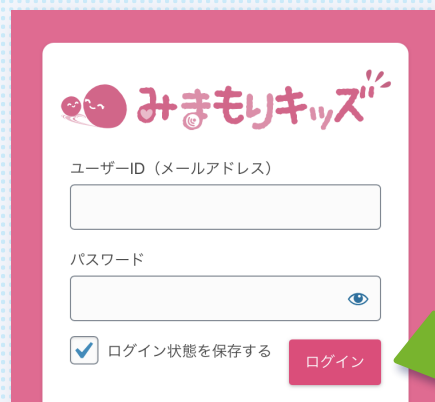 みまもりキッズ
ユーザーID（メールアドレス）
パスワード
ログイン状態を保存する
ログイン